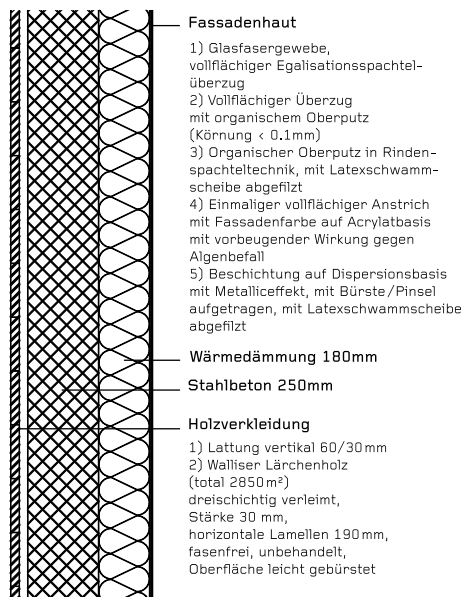 Fassadenhaut
1) Glasfasergewebe,
vollflächiger Egalisationsspachtel-
überzug
2) Vollflächiger Überzug
mit organischem Oberputz
(Körnung < 0.1mm)
3) Organischer Oberputz in Rinden-
spachteltechnik, mit Latexschwamm-
scheibe abgefilzt
4) Einmaliger vollflächiger Anstrich
mit Fassadenfarbe auf Acrylatbasis
mit vorbeugender Wirkung gegen
Algenbefall
5) Beschichtung auf Dispersionsbasis
mit Metalliceffekt, mit Bürste/Pinsel
aufgetragen, mit Latexschwammscheibe
abgefilzt
Wärmedämmung 180mm
Stahlbeton 250mm
Holzverkleidung
1) Lattung vertikal 60/30mm
2) Walliser Lärchenholz
(total 2850m²)
dreischichtig verleimt,
Stärke 30 mm,
horizontale Lamellen 190mm,
fasenfrei, unbehandelt,
Oberfläche leicht gebürstet